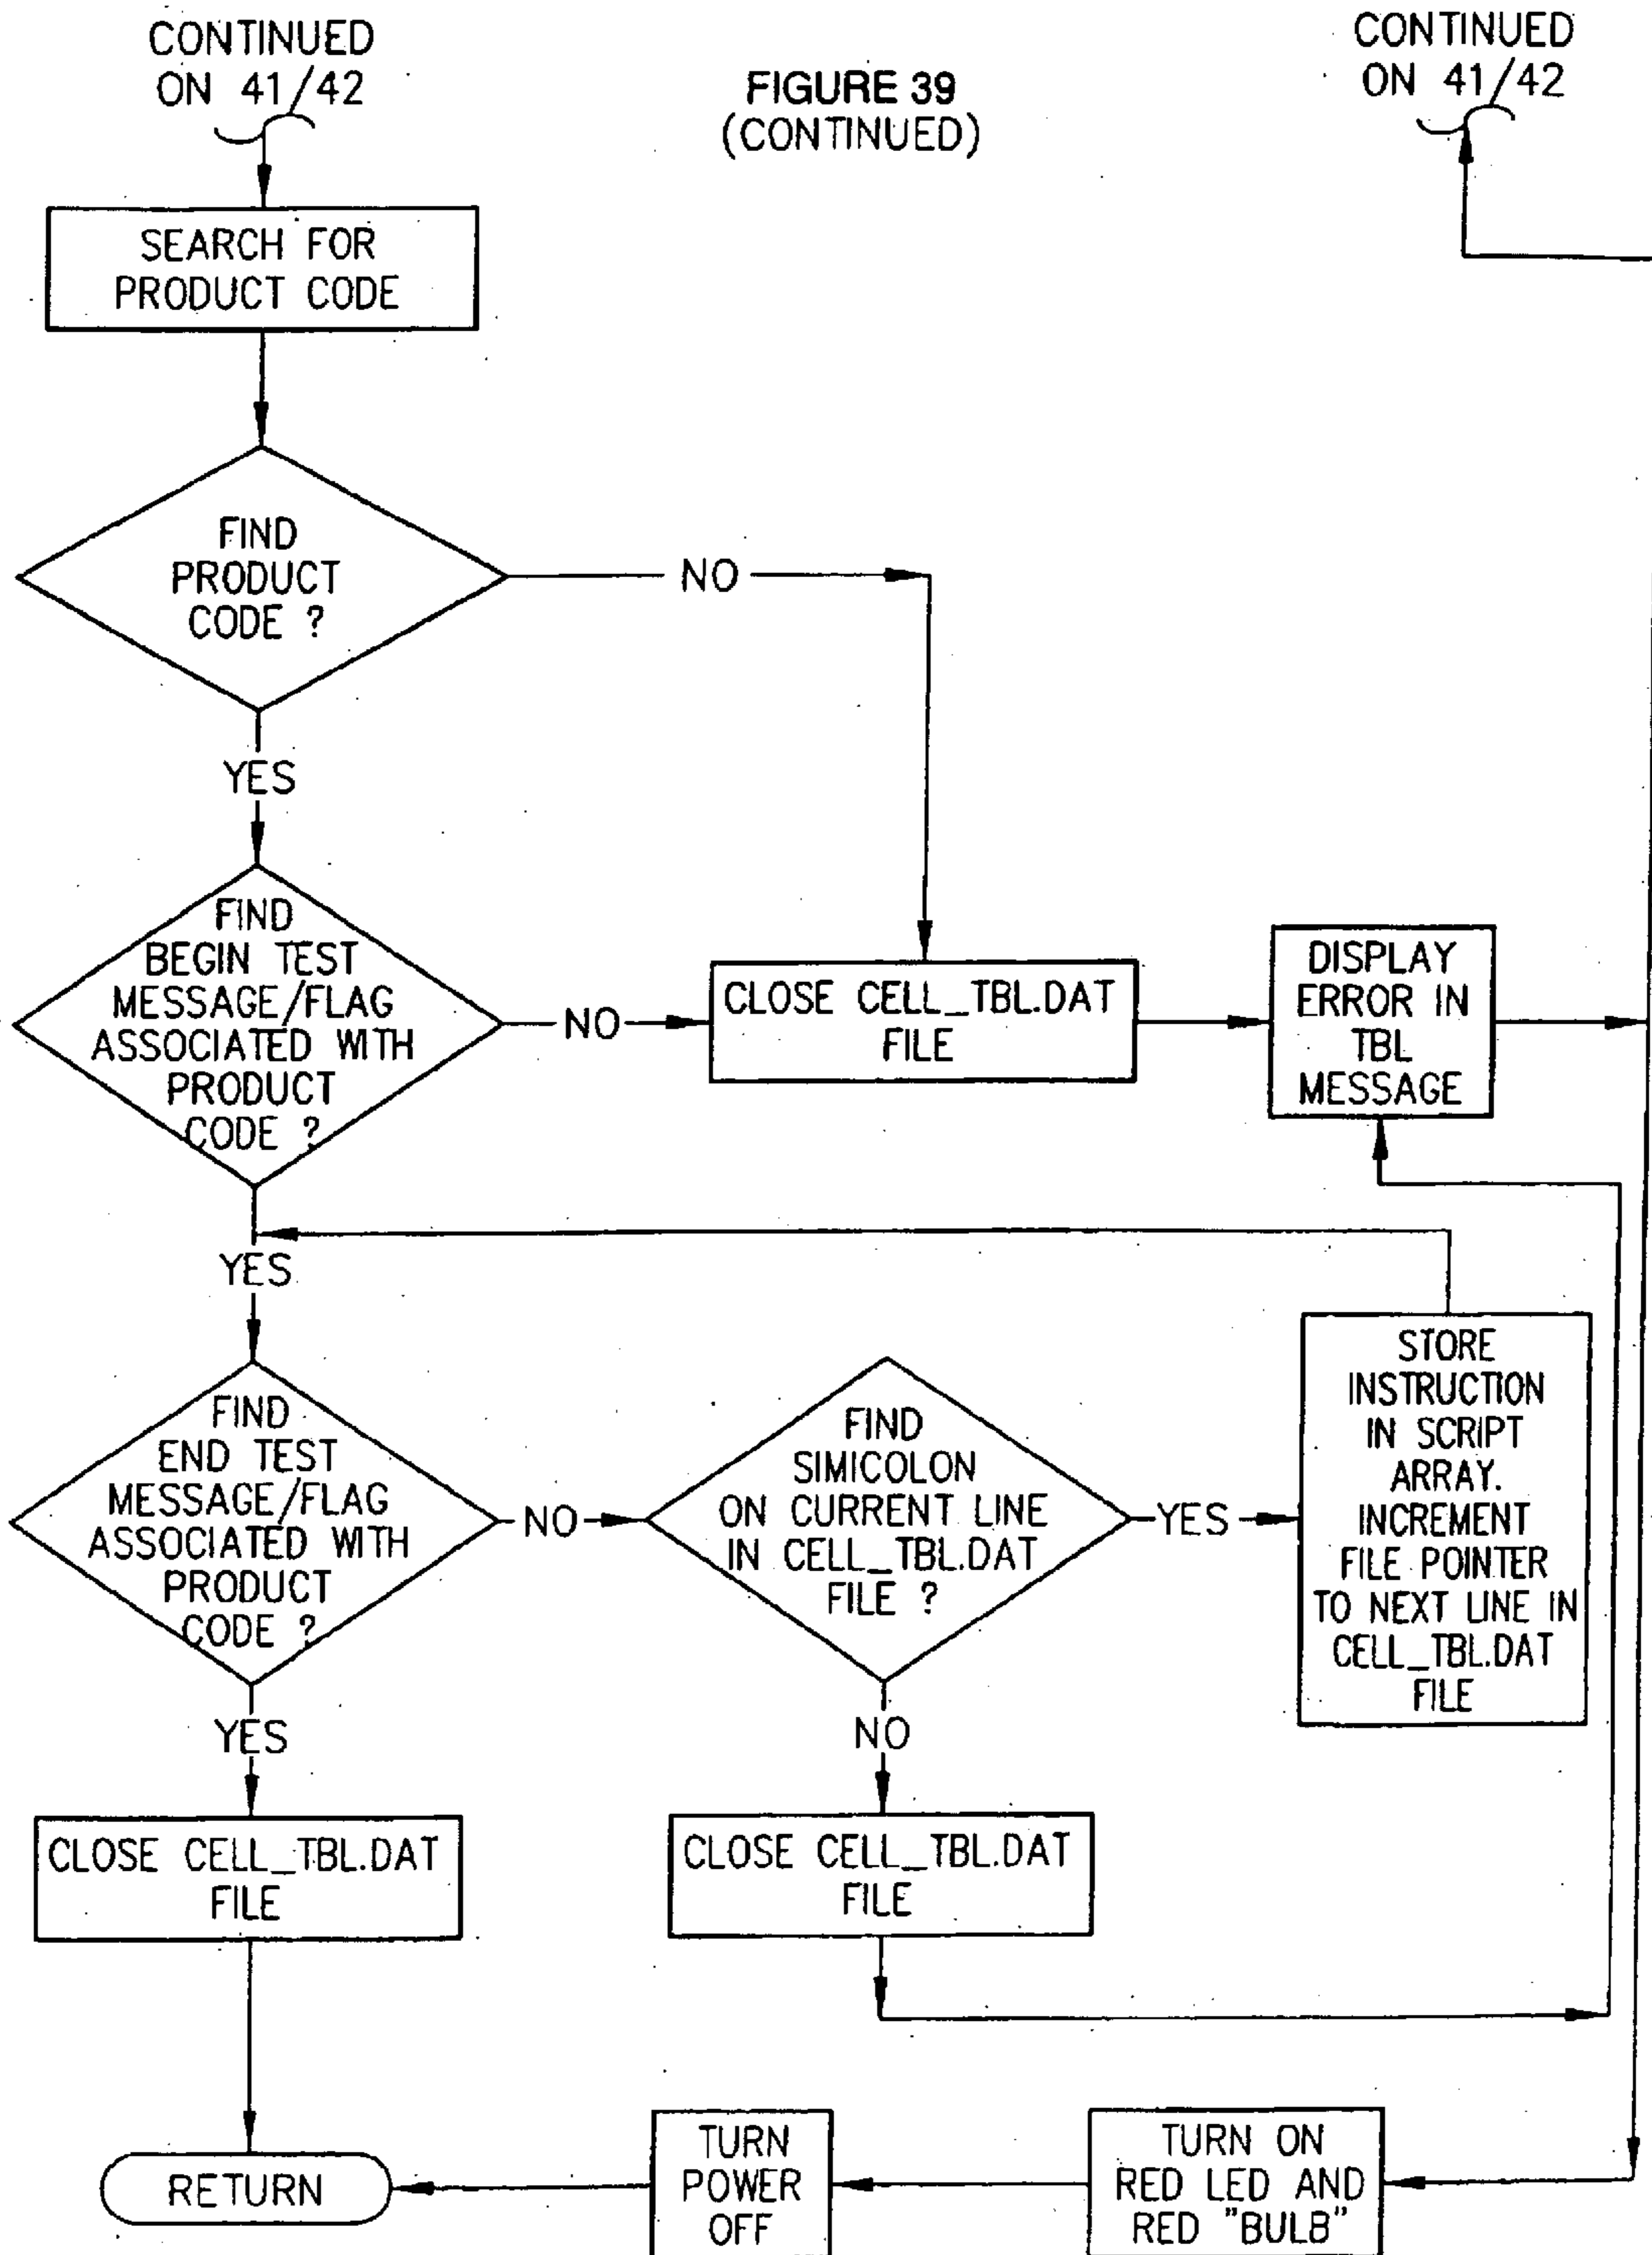 CONTINUED
ON 41/42
FIGURE 39
(CONTINUED)
CONTINUED
ON 41/42
SEARCH FOR
PRODUCT CODE
FIND
PRODUCT
CODE ?
NO
YES
FIND
BEGIN TEST
MESSAGE/FLAG
ASSOCIATED WITH
PRODUCT
CODE ?
NO
CLOSE CELL_TBL.DAT
FILE
DISPLAY
ERROR IN
TBL
MESSAGE
YES
FIND
END TEST
MESSAGE/FLAG
ASSOCIATED WITH
PRODUCT
CODE ?
NO
FIND
SIMICOLON
ON CURRENT LINE
IN CELL_TBL.DAT
FILE ?
YES
STORE
INSTRUCTION
IN SCRIPT
ARRAY.
INCREMENT
FILE POINTER
TO NEXT LINE IN
CELL_TBL.DAT
FILE
YES
NO
CLOSE CELL_TBL.DAT
FILE
CLOSE CELL_TBL.DAT
FILE
RETURN
TURN
POWER
OFF
TURN ON
RED LED AND
RED "BULB"